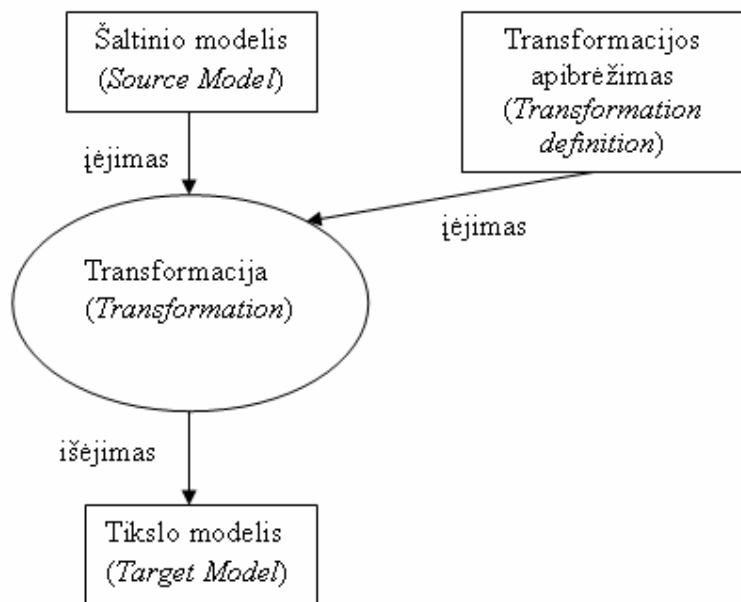 Šaltinio modelis
(Source Model)
Transformacijos
apibrėžimas
(Transformation
definition)
įėjimas
įėjimas
Transformacija
(Transformation)
išėjimas
Tikslo modelis
(Target Model)